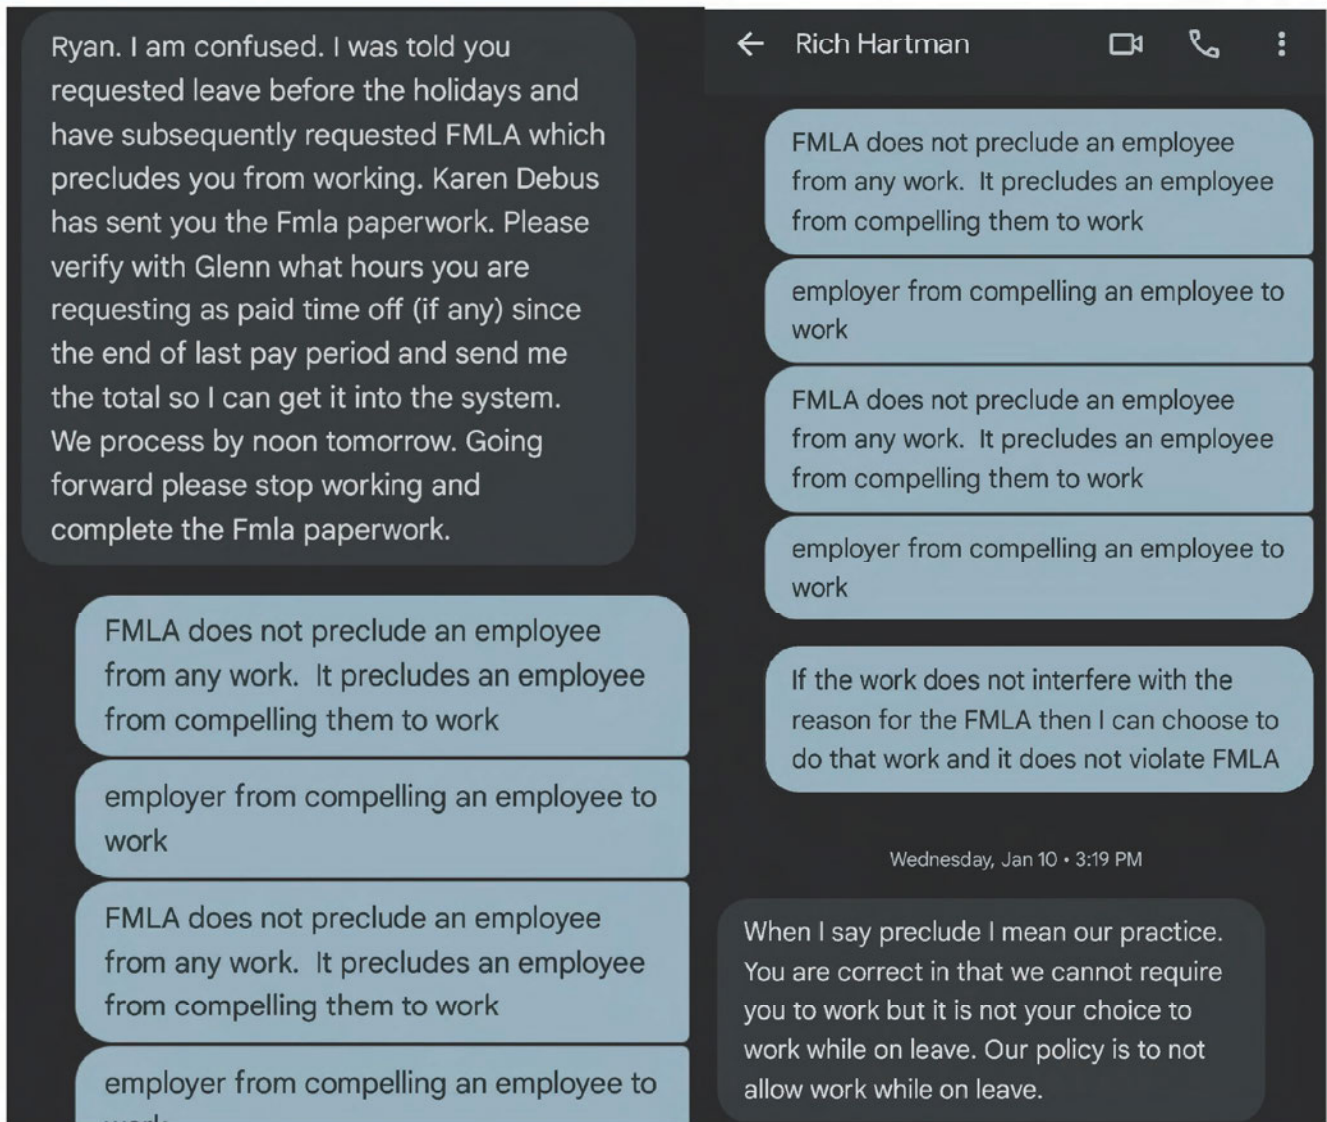 Ryan. I am confused. I was told you
requested leave before the holidays and
have subsequently requested FMLA which
precludes you from working. Karen Debus
has sent you the Fmla paperwork. Please
verify with Glenn what hours you are
requesting as paid time off (if any) since
the end of last pay period and send me
the total so I can get it into the system.
We process by noon tomorrow. Going
forward please stop working and
complete the Fmla paperwork.
FMLA does not preclude an employee
from any work. It precludes an employee
from compelling them to work
employer from compelling an employee to
work
FMLA does not preclude an employee
from any work. It precludes an employee
from compelling them to work
employer from compelling an employee to
Rich Hartman
FMLA does not preclude an employee
from any work. It precludes an employee
from compelling them to work
employer from compelling an employee to
work
FMLA does not preclude an employee
from any work. It precludes an employee
from compelling them to work
employer from compelling an employee to
work
If the work does not interfere with the
reason for the FMLA then I can choose to
do that work and it does not violate FMLA
Wednesday, Jan 10 • 3:19 PM
When I say preclude I mean our practice.
You are correct in that we cannot require
you to work but it is not your choice to
work while on leave. Our policy is to not
allow work while on leave.